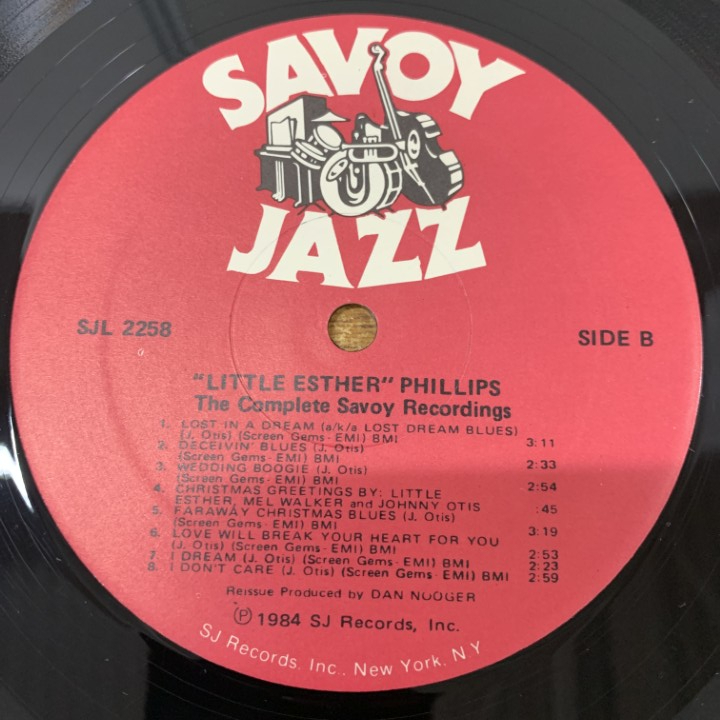 SAVOY
JAZZ
SJL 2258
SIDE B
"LITTLE ESTHER" PHILLIPS
The Complete Savoy Recordings
1. LOST IN A DREAM (a/k/a LOST DREAM BLUES)
(J. Otis) (Screen Gems-EMI) BMI 3:11
2. DECEIVIN' BLUES (J. Otis)
(Screen Gems-EMI) BMI 2:33
3. WEDDING BOOGIE (J. Otis)
(Screen Gems-EMI) BMI 2:54
4. CHRISTMAS GREETINGS BY: LITTLE
ESTHER, MEL WALKER and JOHNNY OTIS :45
5. FARAWAY CHRISTMAS BLUES (J. Otis)
(Screen Gems-EMI) BMI 3:19
6. LOVE WILL BREAK YOUR HEART FOR YOU
(J. Otis) (Screen Gems-EMI) BMI 2:53
7. I DREAM (J. Otis) (Screen Gems-EMI) BMI 2:23
8. I DON'T CARE (J. Otis) (Screen Gems-EMI) BMI 2:59
Reissue Produced by DAN NOOGER
Ⓟ 1984 SJ Records, Inc.
SJ Records, Inc., New York, N.Y